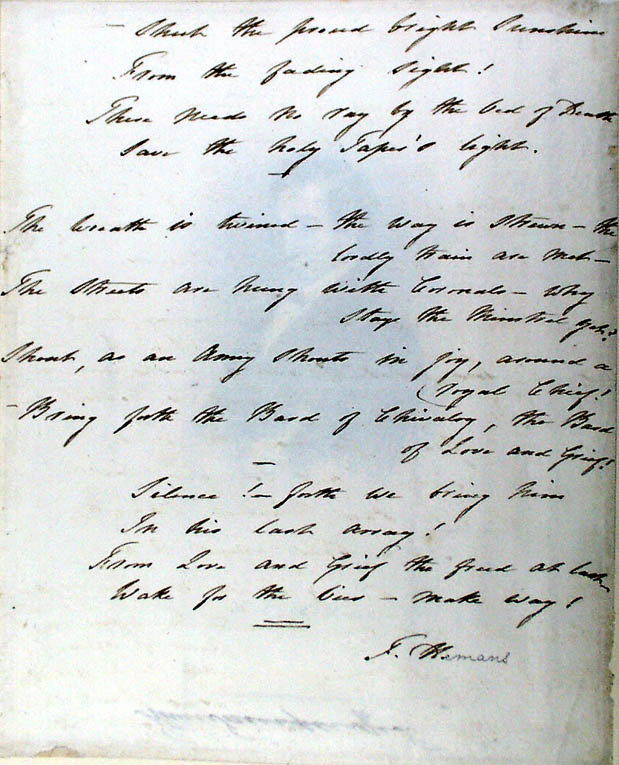 – Shut the proud bright Sunshine
From the fading sight!
There needs no ray by the bed of Death
Save the holy Taper's light.
The wreath is twined – the way is strewn – the
lordly train are met –
The Streets are hung with Coronals – why
stays the Minstrel yet?
Shout, as an Army shouts in joy, around a
royal Chief!
– Bring forth the Bard of Chivalry, the Bard
of Love and Grief!
Silence! – forth we bring him
In his last array!
From Love and Grief the freed at last
for the bier – make way!
F. Hemans